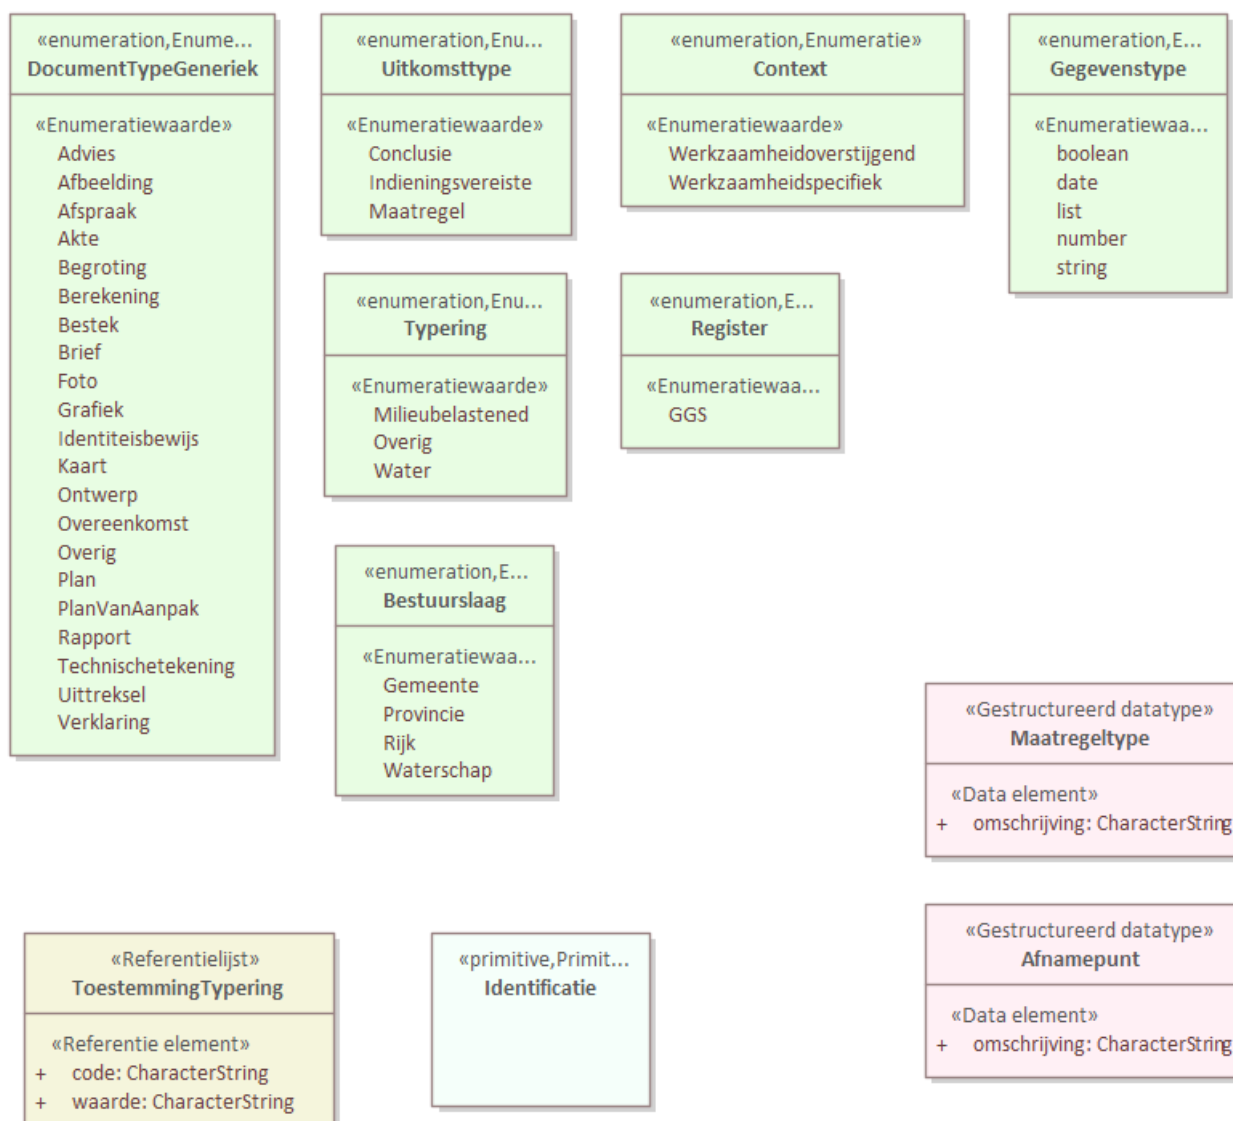 «enumeration,Enume...
DocumentTypeGeneriek
«Enumeratiewaarde»
Advies
Afbeelding
Afspraak
Akte
Begroting
Berekening
Bestek
Brief
Foto
Grafiek
Identiteisbewijs
Kaart
Ontwerp
Overeenkomst
Overig
Plan
PlanVanAanpak
Rapport
Technischetekening
Uittreksel
Verklaring
«enumeration,Enu...
Uitkomsttype
«Enumeratiewaarde»
Conclusie
Indieningsvereiste
Maatregel
«enumeration,Enumeratie»
Context
«Enumeratiewaarde»
Werkzaamheidoverstijgend
Werkzaamheidspecifiek
«enumeration,E...
Gegevenstype
«Enumeratiewaa...
boolean
date
list
number
string
«enumeration,Enu...
Typering
«Enumeratiewaarde»
Milieubelastened
Overig
Water
«enumeration,E...
Register
«Enumeratiewaa...
GGS
«enumeration,E...
Bestuurslaag
«Enumeratiewaa...
Gemeente
Provincie
Rijk
Waterschap
«Gestructureerd datatype»
Maatregeltype
«Data element»
+ omschrijving: CharacterString
«Gestructureerd datatype»
Afnamepunt
«Data element»
+ omschrijving: CharacterString
«Referentielijst»
ToestemmingTypering
«Referentie element»
+ code: CharacterString
+ waarde: CharacterString
«primitive,Primit...
Identificatie